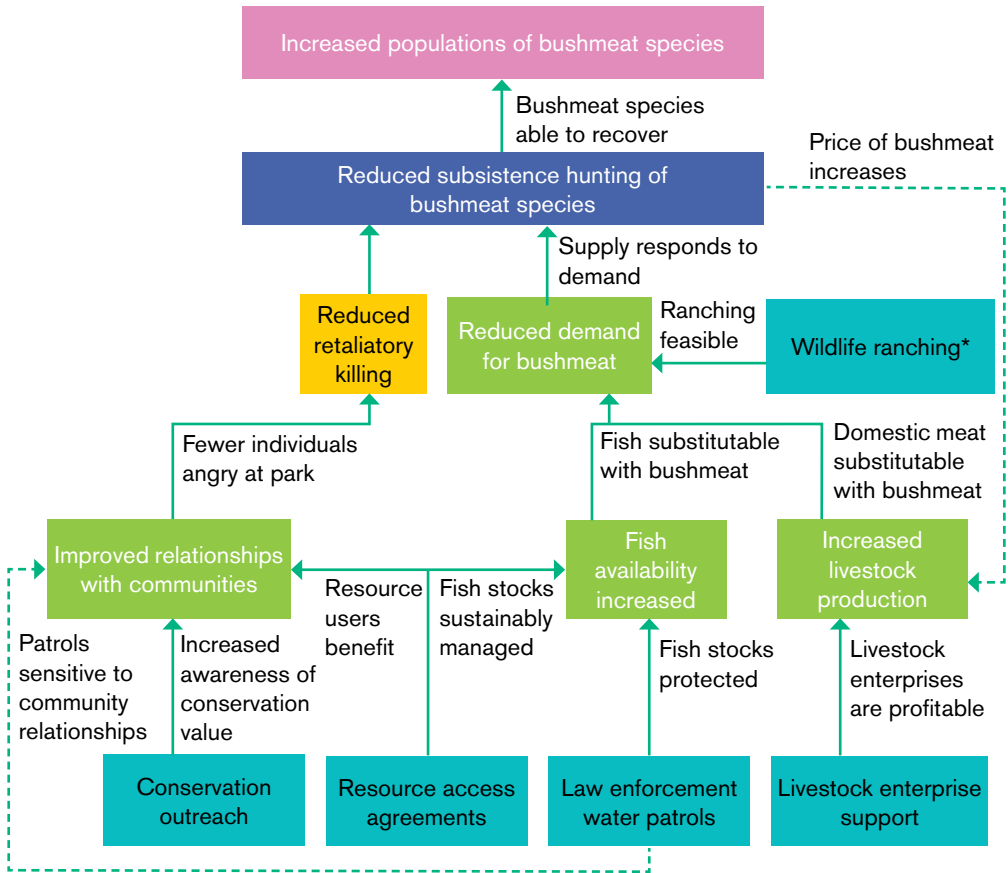 Increased populations of bushmeat species
Bushmeat species
able to recover
Price of bushmeat
increases
Reduced subsistence hunting of
bushmeat species
Supply responds to
demand
Reduced
retaliatory
killing
Reduced demand
for bushmeat
Ranching
feasible
Wildlife ranching*
Fewer individuals
angry at park
Fish substitutable
with bushmeat
Domestic meat
substitutable
with bushmeat
Improved relationships
with communities
Resource
users
benefit
Fish stocks
sustainably
managed
Fish
availability
increased
Increased
livestock
production
Patrols
sensitive to
community
relationships
Increased
awareness of
conservation
value
Fish stocks
protected
Livestock
enterprises
are profitable
Conservation
outreach
Resource access
agreements
Law enforcement
water patrols
Livestock enterprise
support